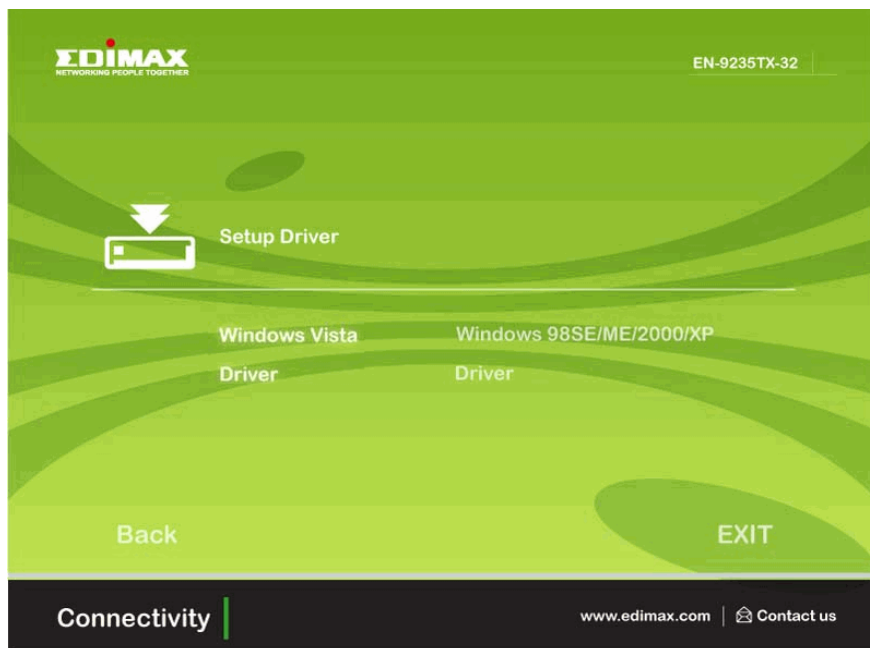 EDIMAX
NETWORKING PEOPLE TOGETHER
EN-9235TX-32
Setup Driver
Windows Vista
Driver
Windows 98SE/ME/2000/XP
Driver
Back
EXIT
Connectivity
www.edimax.com
Contact us